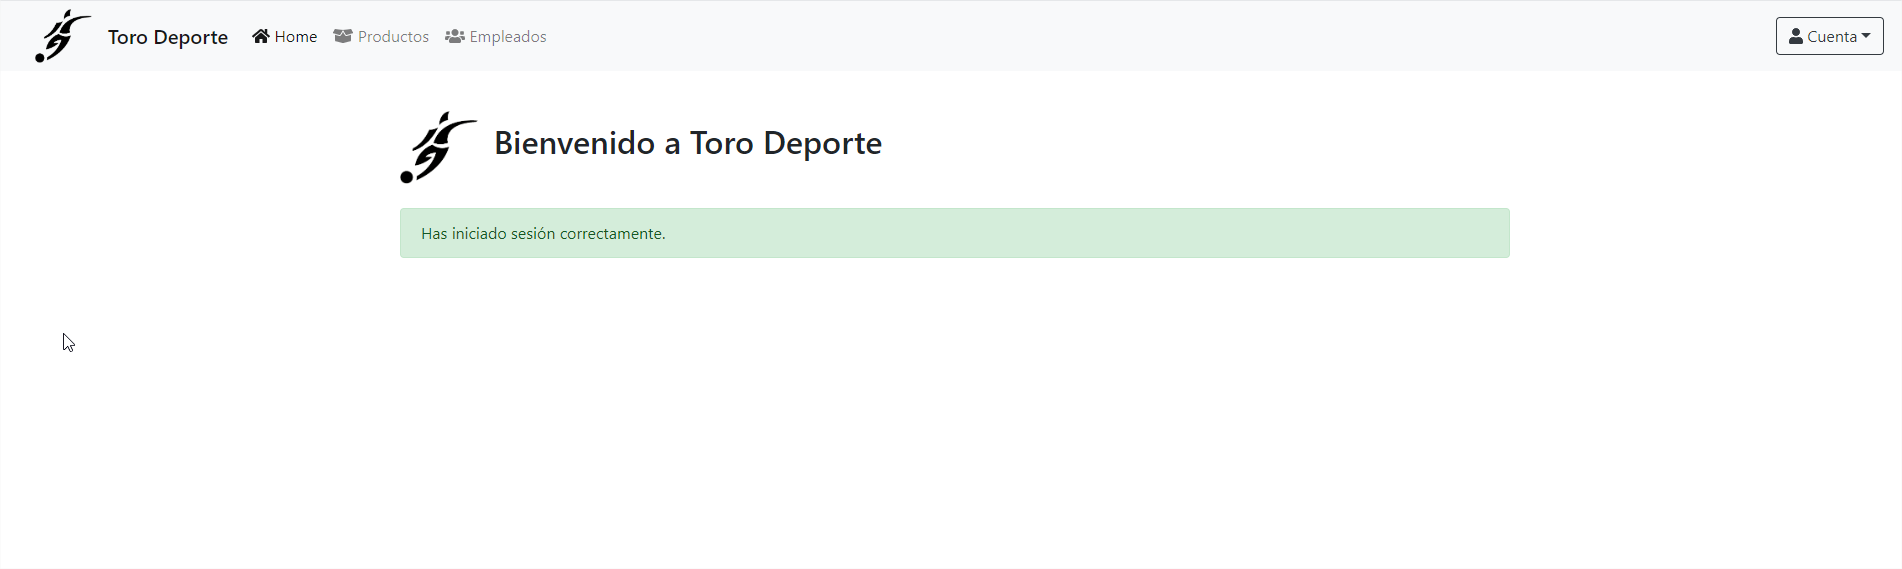 Toro Deporte Home Productos Empleados Cuenta
Bienvenido a Toro Deporte
Has iniciado sesión correctamente.